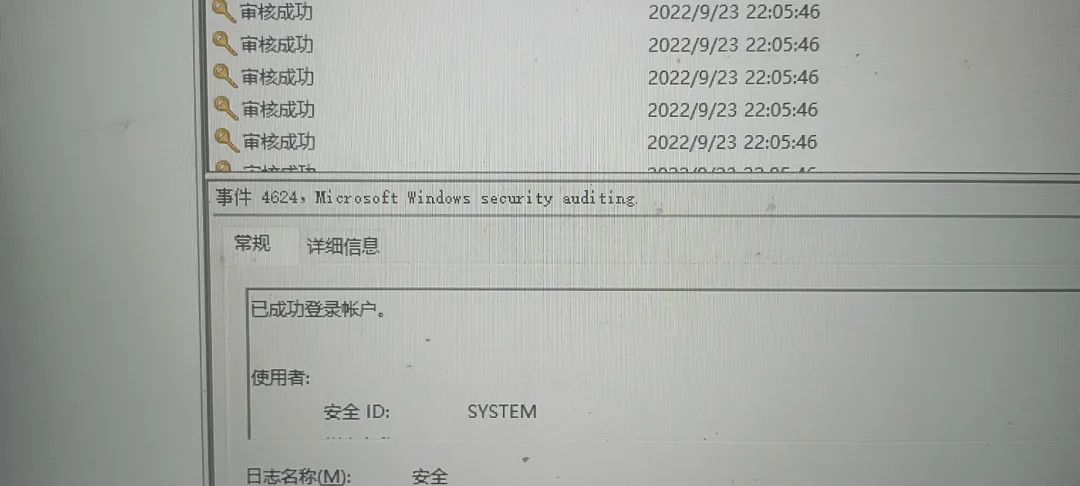 审核成功 2022/9/23 22:05:46
审核成功 2022/9/23 22:05:46
审核成功 2022/9/23 22:05:46
审核成功 2022/9/23 22:05:46
审核成功 2022/9/23 22:05:46
事件 4624，Microsoft Windows security auditing.
常规 详细信息
已成功登录帐户。
使用者:
安全 ID: SYSTEM
日志名称(M): 安全